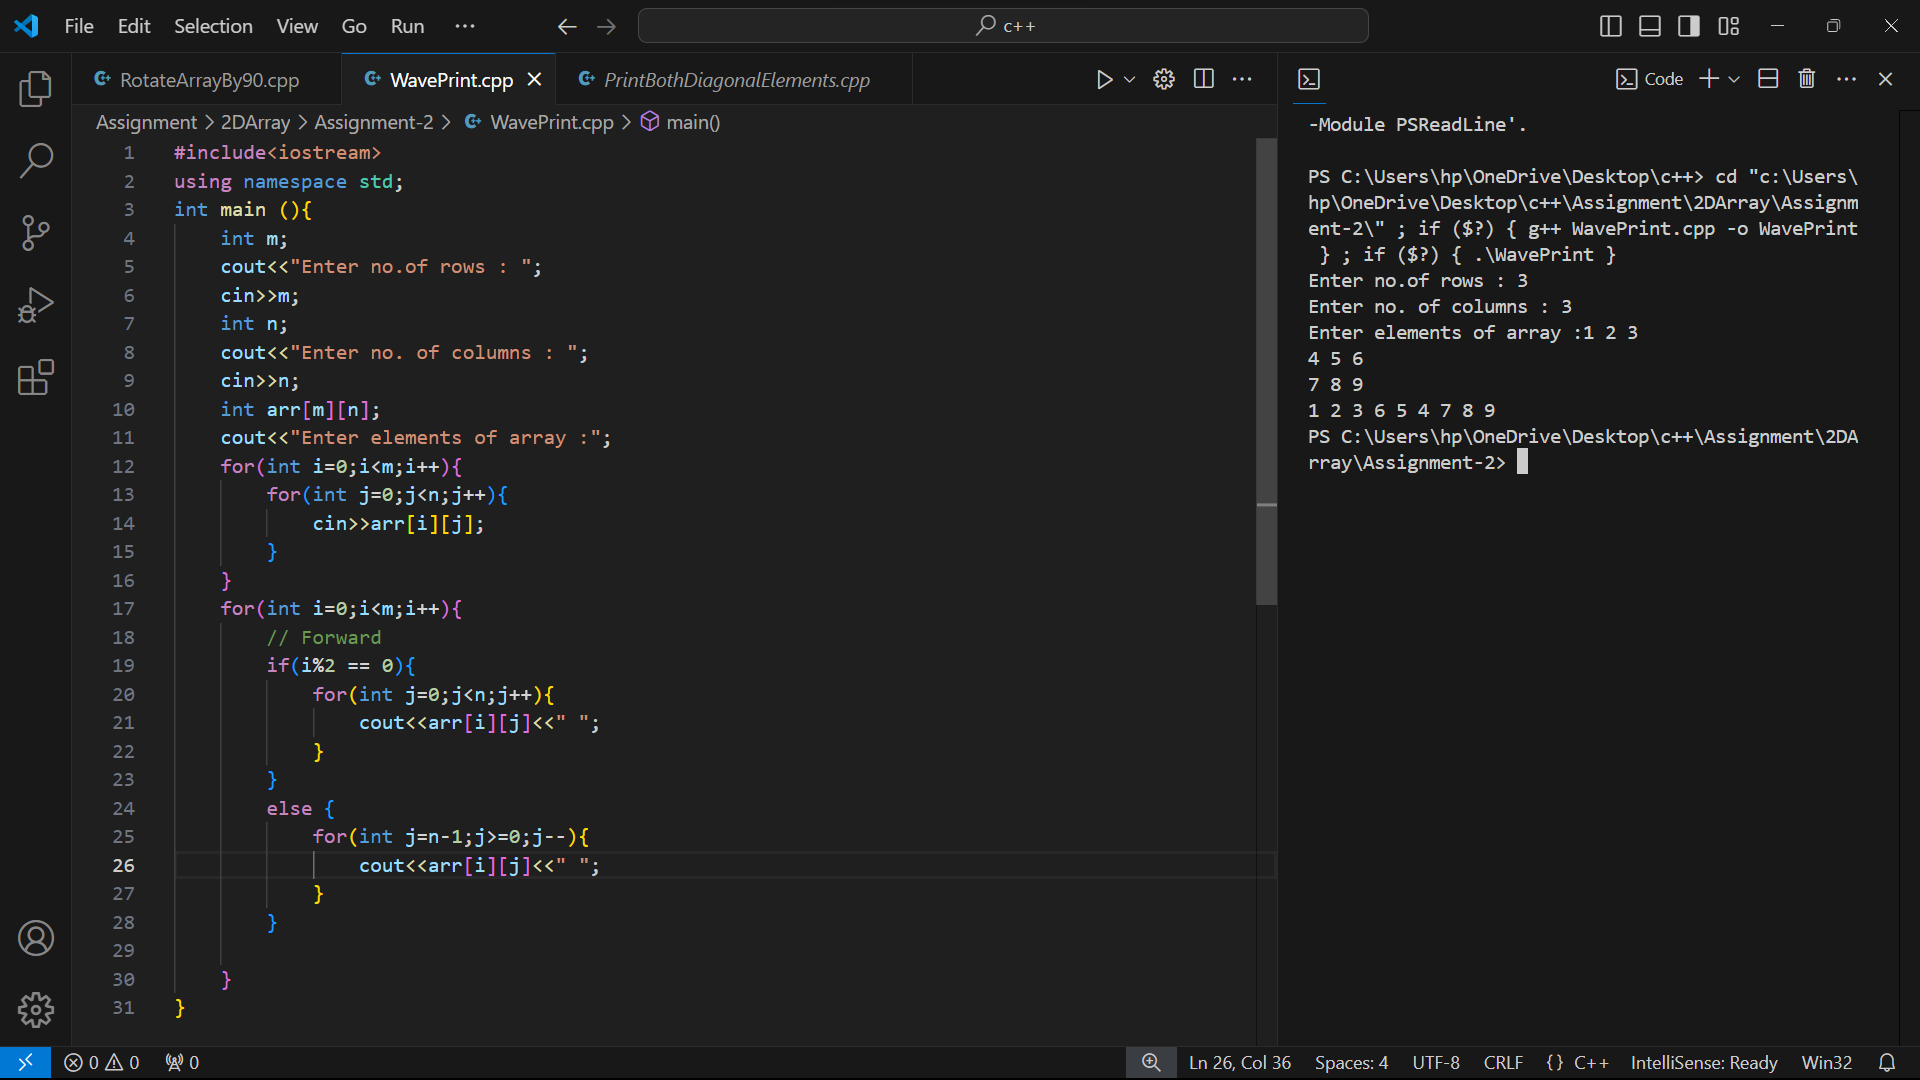 File Edit Selection View Go Run ··· c++
RotateArrayBy90.cpp WavePrint.cpp PrintBothDiagonalElements.cpp
Assignment > 2DArray > Assignment-2 > WavePrint.cpp > main()
1 #include<iostream>
2 using namespace std;
3 int main (){
4 int m;
5 cout<<"Enter no.of rows : ";
6 cin>>m;
7 int n;
8 cout<<"Enter no. of columns : ";
9 cin>>n;
10 int arr[m][n];
11 cout<<"Enter elements of array :";
12 for(int i=0;i<m;i++){
13 for(int j=0;j<n;j++){
14 cin>>arr[i][j];
15 }
16 }
17 for(int i=0;i<m;i++){
18 // Forward
19 if(i%2 == 0){
20 for(int j=0;j<n;j++){
21 cout<<arr[i][j]<<" ";
22 }
23 }
24 else {
25 for(int j=n-1;j>=0;j--){
26 cout<<arr[i][j]<<" ";
27 }
28 }
29
30 }
31 }
Code
-Module PSReadLine'.
PS C:\Users\hp\OneDrive\Desktop\c++> cd "c:\Users\
hp\OneDrive\Desktop\c++\Assignment\2DArray\Assignm
ent-2\" ; if ($?) { g++ WavePrint.cpp -o WavePrint
 } ; if ($?) { .\WavePrint }
Enter no.of rows : 3
Enter no. of columns : 3
Enter elements of array :1 2 3
4 5 6
7 8 9
1 2 3 6 5 4 7 8 9
PS C:\Users\hp\OneDrive\Desktop\c++\Assignment\2DA
rray\Assignment-2>
0 0 0 Ln 26, Col 36 Spaces: 4 UTF-8 CRLF {} C++ IntelliSense: Ready Win32